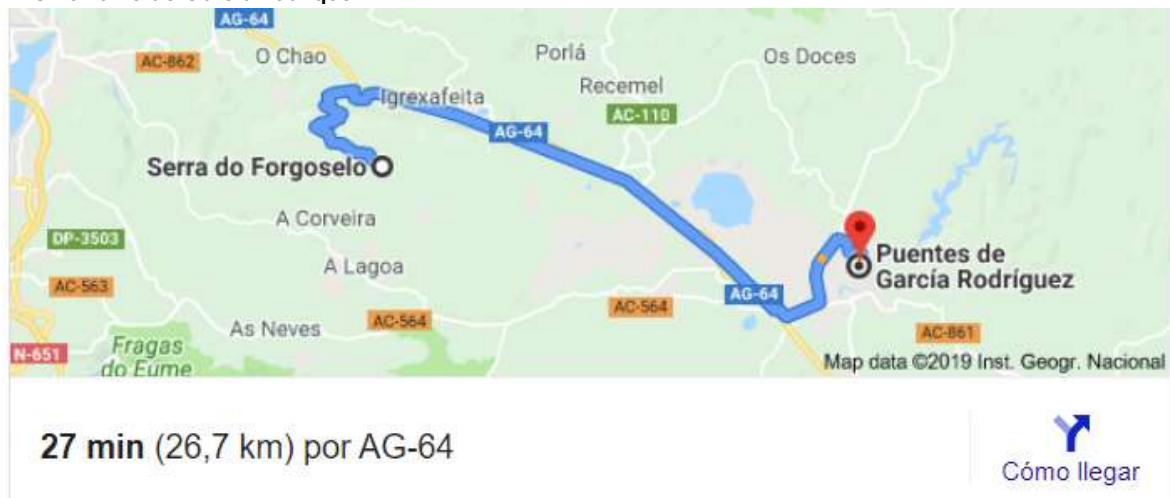 AG-64
AC-862
O Chao
Porlá
Os Doces
Igrexafeita
Recemel
AC-110
AG-64
Serra do Forgoselo
A Corveira
DP-3503
A Lagoa
Puentes de
García Rodríguez
AC-563
AG-64
AC-564
AC-564
As Neves
AC-861
N-651
Fragas
do Eume
Map data ©2019 Inst. Geogr. Nacional
27 min (26,7 km) por AG-64
Cómo llegar